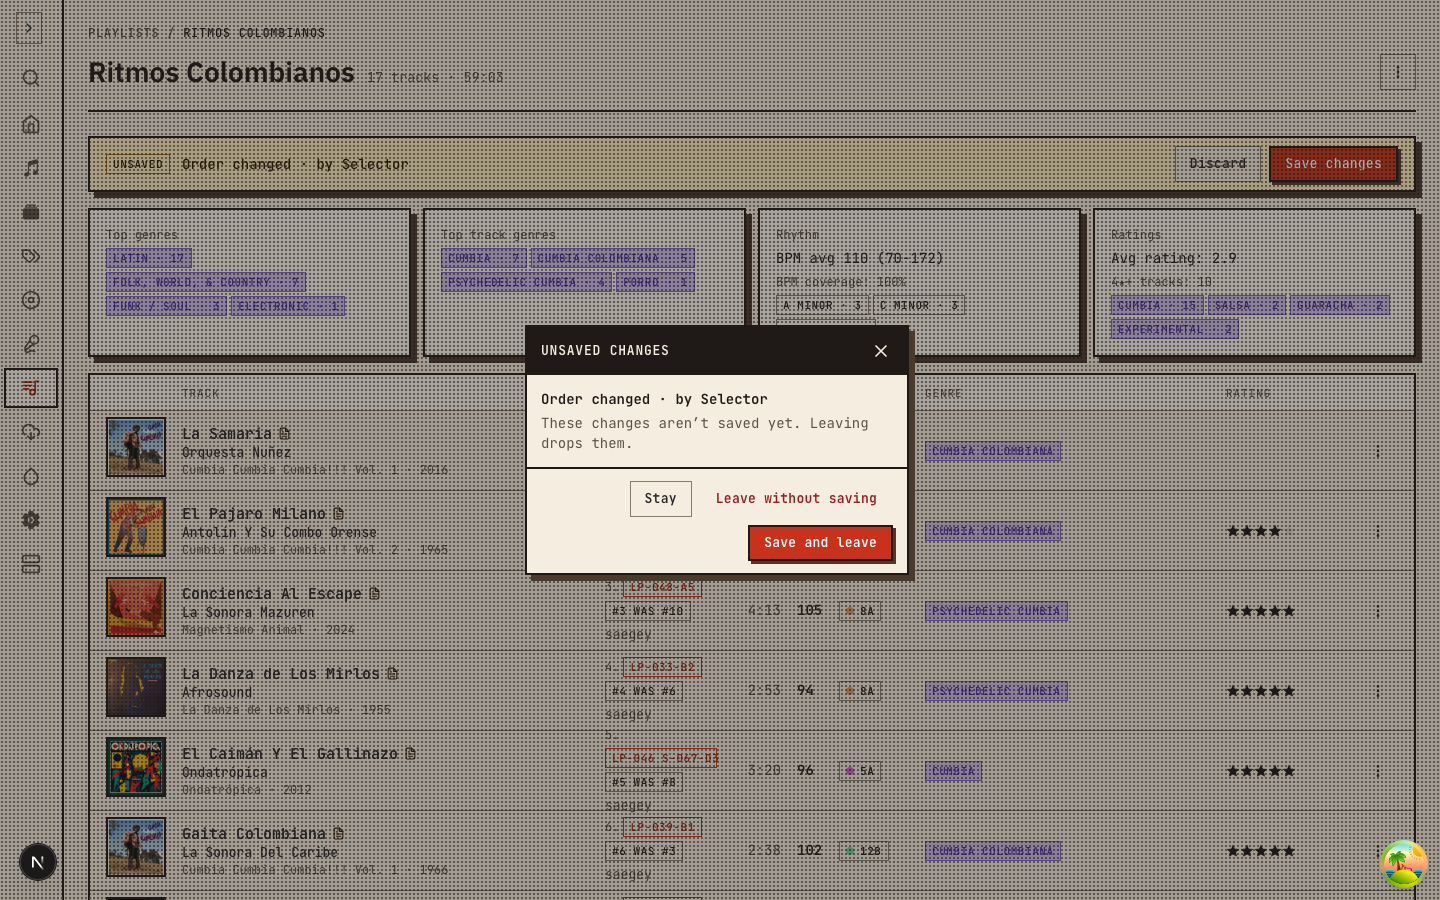 PLAYLISTS / RITMOS COLOMBIANOS
Ritmos Colombianos 17 tracks · 59:03
UNSAVED Order changed · by Selector Discard Save changes
Top genres
LATIN · 17
FOLK, WORLD, & COUNTRY · 7
FUNK / SOUL · 3 ELECTRONIC · 1
Top track genres
CUMBIA · 7 CUMBIA COLOMBIANA · 5
PSYCHEDELIC CUMBIA · 4 PORRO · 1
Rhythm
BPM avg 110 (70-172)
BPM coverage: 100%
A MINOR · 3 C MINOR · 3
Ratings
Avg rating: 2.9
4★+ tracks: 10
CUMBIA · 15 SALSA · 2 GUARACHA · 2
EXPERIMENTAL · 2
UNSAVED CHANGES
Order changed · by Selector
These changes aren’t saved yet. Leaving
drops them.
Stay Leave without saving
Save and leave
TRACK GENRE RATING
La Samaria
Orquesta Nuñez
Cumbia Cumbia Cumbia!!! Vol. 1 · 2016
CUMBIA COLOMBIANA
El Pajaro Milano
Antolin Y Su Combo Orense
Cumbia Cumbia Cumbia!!! Vol. 2 · 1965
CUMBIA COLOMBIANA
★★★★
Conciencia Al Escape
La Sonora Mazuren
Magnetismo Animal · 2024
3. LP-048-A5
#3 WAS #10
saegey
4:13 105 8A PSYCHEDELIC CUMBIA ★★★★★
La Danza de Los Mirlos
Afrosound
La Danza de Los Mirlos · 1955
4. LP-033-B2
#4 WAS #6
saegey
2:53 94 8A PSYCHEDELIC CUMBIA ★★★★★
El Caimán Y El Gallinazo
Ondatrópica
Ondatrópica · 2012
5.
LP-046 S-067-D3
#5 WAS #8
saegey
3:20 96 5A CUMBIA ★★★★★
Gaita Colombiana
La Sonora Del Caribe
Cumbia Cumbia Cumbia!!! Vol. 1 · 1966
6. LP-039-B1
#6 WAS #3
saegey
2:38 102 12B CUMBIA COLOMBIANA ★★★★★
N